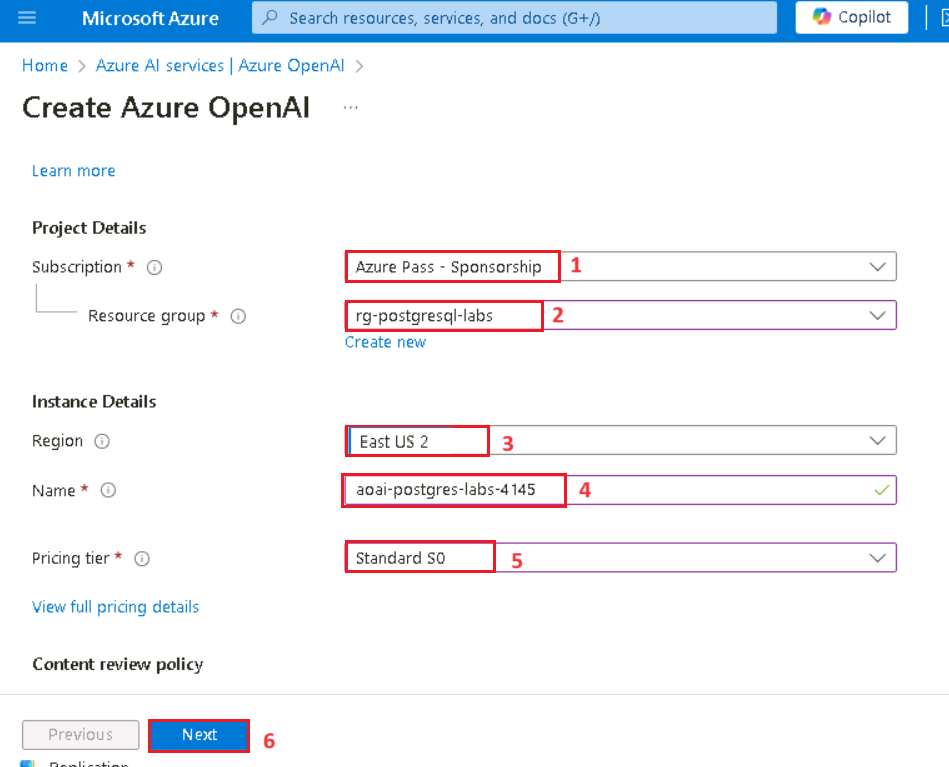 Microsoft Azure Search resources, services, and docs (G+/) Copilot
Home > Azure AI services | Azure OpenAI >
Create Azure OpenAI ...
Learn more
Project Details
Subscription * Azure Pass - Sponsorship 1
Resource group * rg-postgresql-labs 2
Create new
Instance Details
Region East US 2 3
Name * aoai-postgres-labs-4145 4
Pricing tier * Standard S0 5
View full pricing details
Content review policy
Previous Next 6
Replication